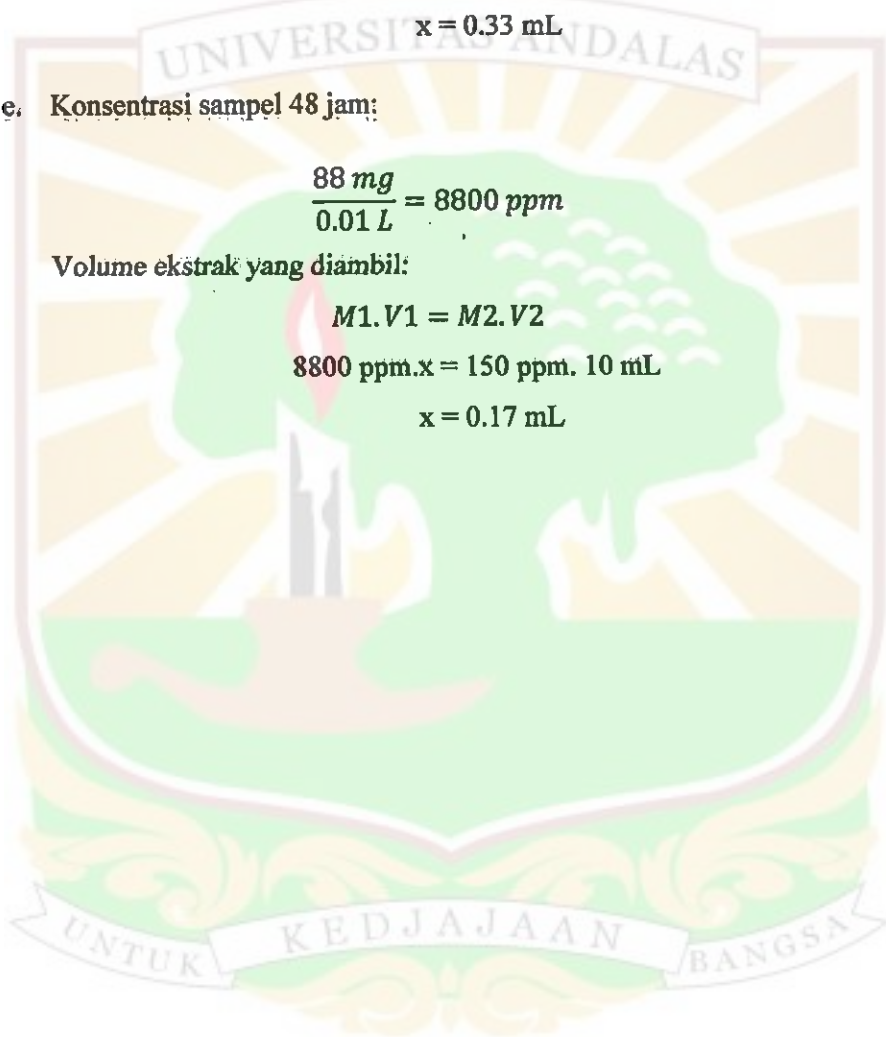 x = 0.33 mL
UNIVERSITAS ANDALAS
e. Konsentrasi sampel 48 jam:
88 mg
0.01 L
= 8800 ppm
Volume ekstrak yang diambil:
M1. V1 = M2. V2
8800 ppm.x = 150 ppm. 10 mL
x = 0.17 mL
UNTUK KEDJAJAAN BANGSA